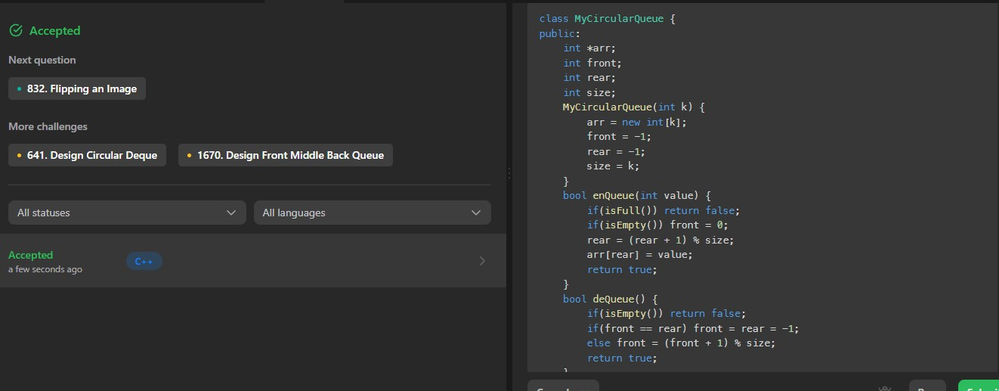 Accepted
Next question
832. Flipping an Image
More challenges
641. Design Circular Deque
1670. Design Front Middle Back Queue
All statuses
All languages
Accepted
a few seconds ago
C++
class MyCircularQueue {
public:
    int *arr;
    int front;
    int rear;
    int size;
    MyCircularQueue(int k) {
        arr = new int[k];
        front = -1;
        rear = -1;
        size = k;
    }
    bool enQueue(int value) {
        if(isFull()) return false;
        if(isEmpty()) front = 0;
        rear = (rear + 1) % size;
        arr[rear] = value;
        return true;
    }
    bool deQueue() {
        if(isEmpty()) return false;
        if(front == rear) front = rear = -1;
        else front = (front + 1) % size;
        return true;
    }